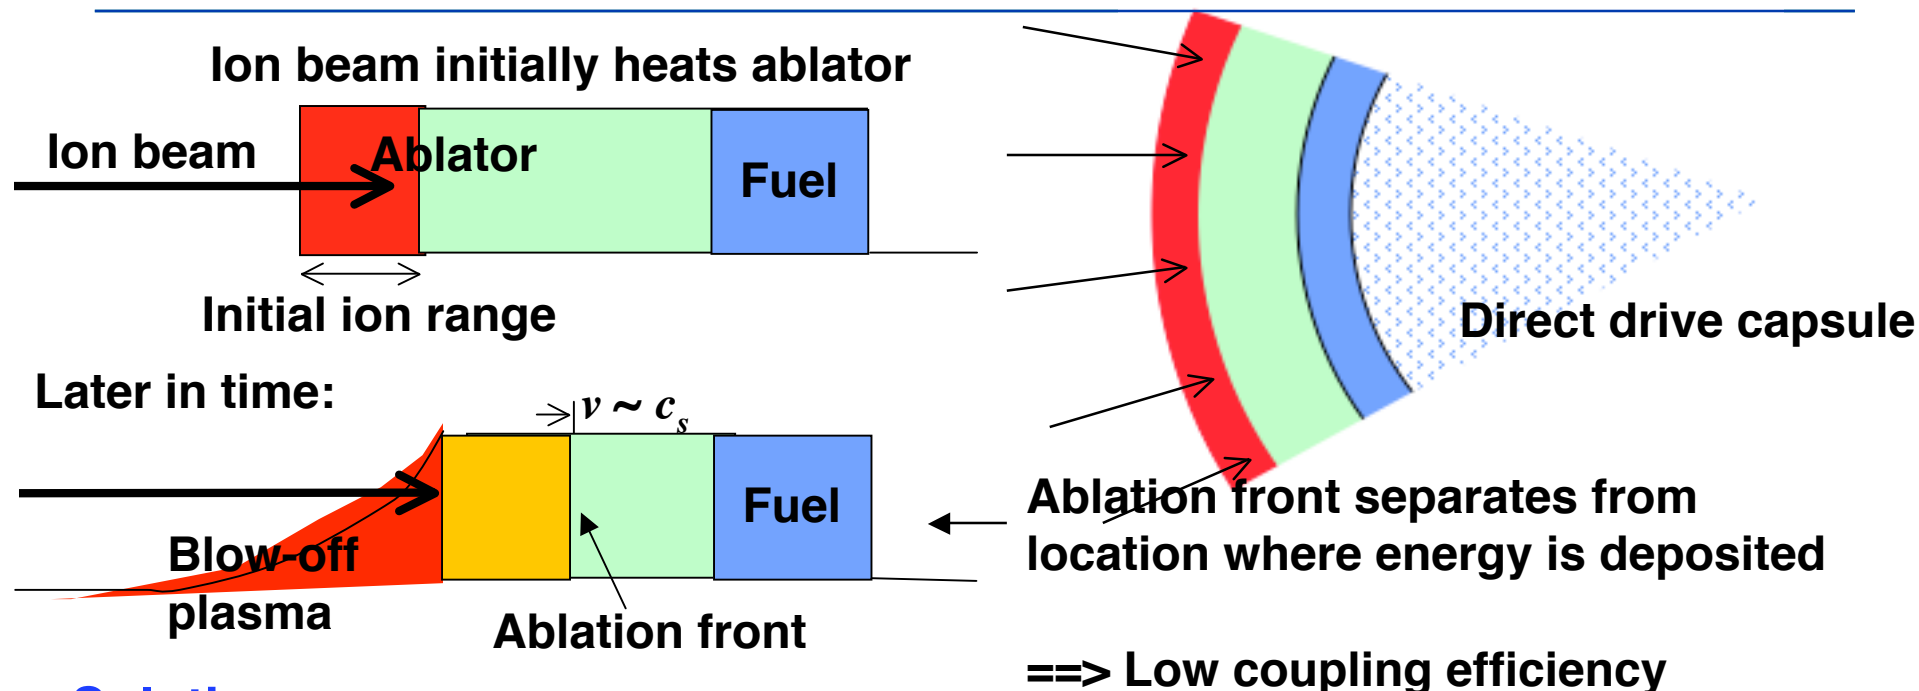 Ion beam initially heats ablator
Ion beam
Ablator
Fuel
Initial ion range
Direct drive capsule
Later in time:
v ~ cs
Fuel
Blow-off
plasma
Ablation front
Ablation front separates from
location where energy is deposited
==> Low coupling efficiency